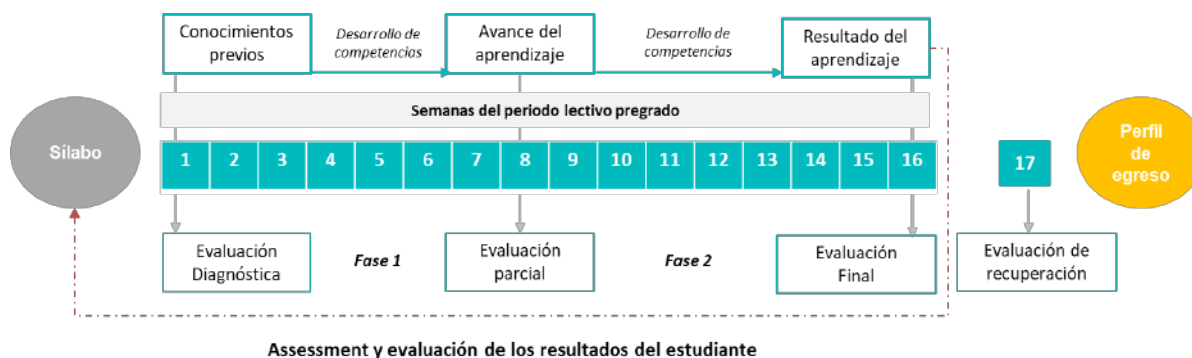 Conocimientos
previos
Desarrollo de
competencias
Avance del
aprendizaje
Desarrollo de
competencias
Resultado del
aprendizaje
Semanas del periodo lectivo pregrado
Sílabo
1 2 3 4 5 6 7 8 9 10 11 12 13 14 15 16
17
Perfil
de
egreso
Evaluación
Diagnóstica
Fase 1
Evaluación
parcial
Fase 2
Evaluación
Final
Evaluación de
recuperación
Assessment y evaluación de los resultados del estudiante